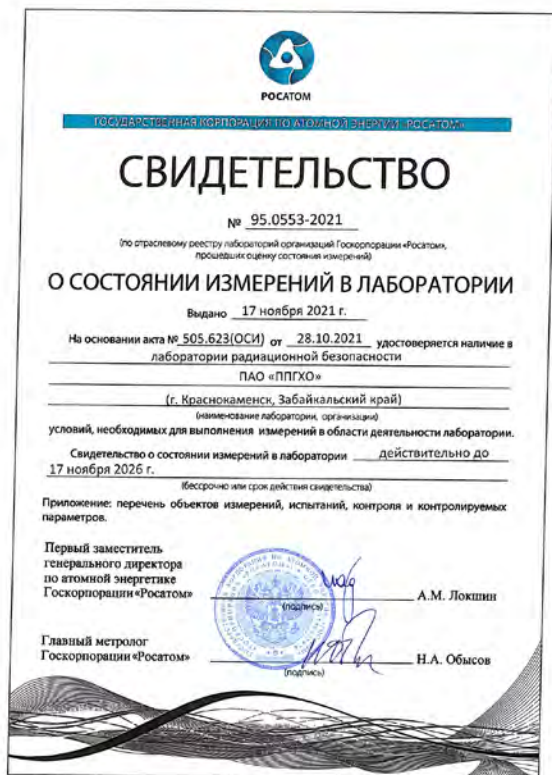 РОСАТОМ
ГОСУДАРСТВЕННАЯ КОРПОРАЦИЯ ПО АТОМНОЙ ЭНЕРГИИ «РОСАТОМ»
СВИДЕТЕЛЬСТВО
№ 95.0553-2021
(по отраслевому реестру лабораторий организаций Госкорпорации «Росатом»,
прошедших оценку состояния измерений)
О СОСТОЯНИИ ИЗМЕРЕНИЙ В ЛАБОРАТОРИИ
Выдано 17 ноября 2021 г.
На основании акта № 505.623(ОСИ) от 28.10.2021 удостоверяется наличие в
лаборатории радиационной безопасности
ПАО «ППГХО»
(г. Краснокаменск, Забайкальский край)
(наименование лаборатории, организации)
условий, необходимых для выполнения измерений в области деятельности лаборатории.
Свидетельство о состоянии измерений в лаборатории действительно до
17 ноября 2026 г.
(бессрочно или срок действия свидетельства)
Приложение: перечень объектов измерений, испытаний, контроля и контролируемых
параметров.
Первый заместитель
генерального директора
по атомной энергетике
Госкорпорации «Росатом» А.М. Локшин
(подпись)
Главный метролог
Госкорпорации «Росатом» Н.А. Обысов
(подпись)